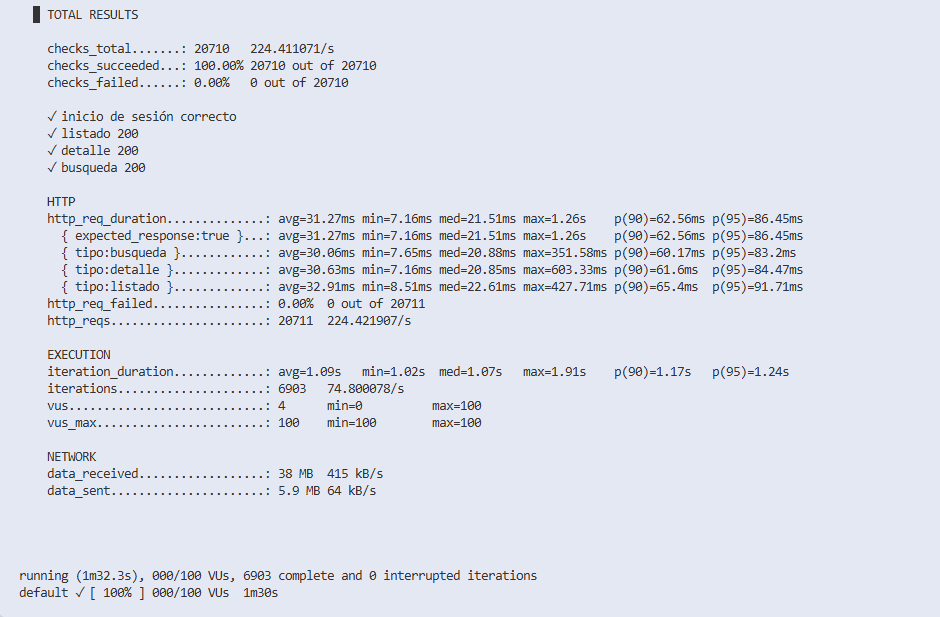 TOTAL RESULTS
checks_total.......: 20710 224.411071/s
checks_succeeded...: 100.00% 20710 out of 20710
checks_failed......: 0.00% 0 out of 20710
✓ inicio de sesión correcto
✓ listado 200
✓ detalle 200
✓ busqueda 200
HTTP
http_req_duration..............: avg=31.27ms min=7.16ms med=21.51ms max=1.26s p(90)=62.56ms p(95)=86.45ms
{ expected_response:true }...: avg=31.27ms min=7.16ms med=21.51ms max=1.26s p(90)=62.56ms p(95)=86.45ms
{ tipo:busqueda }............: avg=30.06ms min=7.65ms med=20.88ms max=351.58ms p(90)=60.17ms p(95)=83.2ms
{ tipo:detalle }.............: avg=30.63ms min=7.16ms med=20.85ms max=603.33ms p(90)=61.6ms p(95)=84.47ms
{ tipo:listado }.............: avg=32.91ms min=8.51ms med=22.61ms max=427.71ms p(90)=65.4ms p(95)=91.71ms
http_req_failed................: 0.00% 0 out of 20711
http_reqs......................: 20711 224.421907/s
EXECUTION
iteration_duration.............: avg=1.09s min=1.02s med=1.07s max=1.91s p(90)=1.17s p(95)=1.24s
iterations.....................: 6903 74.800078/s
vus............................: 4 min=0 max=100
vus_max........................: 100 min=100 max=100
NETWORK
data_received..................: 38 MB 415 kB/s
data_sent......................: 5.9 MB 64 kB/s
running (1m32.3s), 000/100 VUs, 6903 complete and 0 interrupted iterations
default ✓ [ 100% ] 000/100 VUs 1m30s